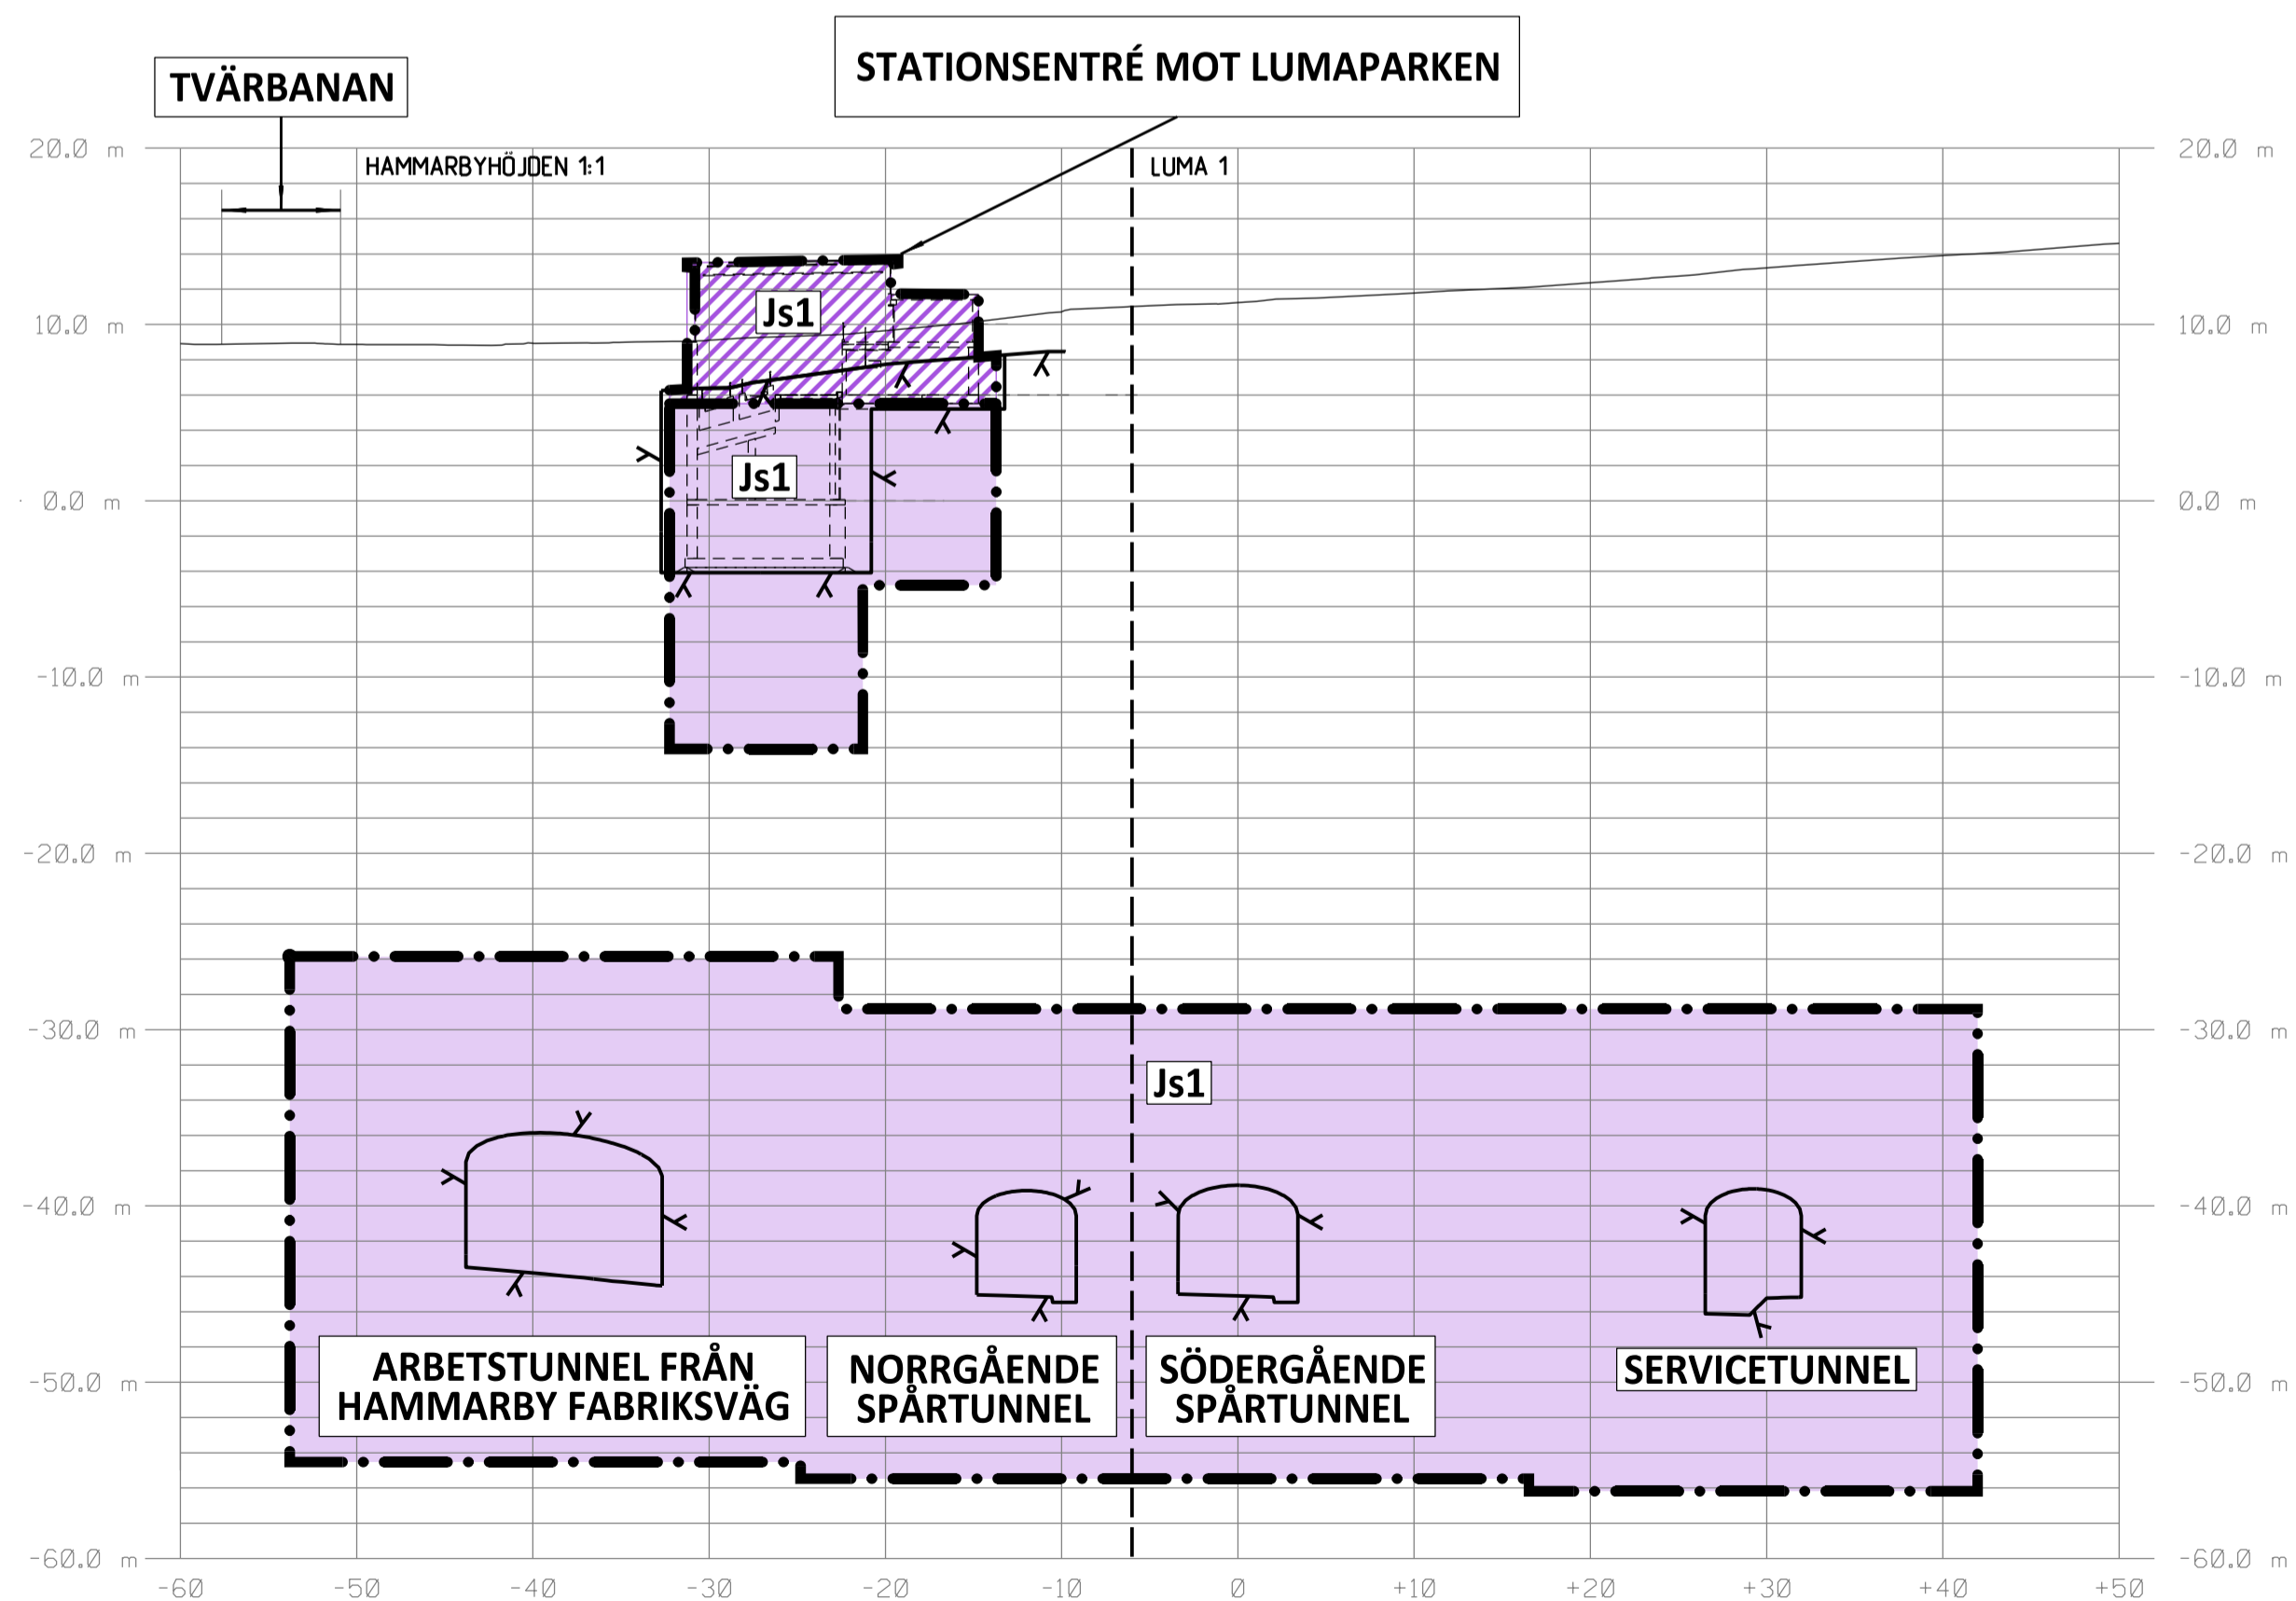 STATIONSENTRÉ MOT LUMAPARKEN
TVÄRBANAN
20.0 m
HAMMARBYHÖJDEN 1:1
LUMA 1
20.0 m
Js1
10.0 m
10.0 m
Js1
0.0 m
0.0 m
-10.0 m
-10.0 m
-20.0 m
-20.0 m
-30.0 m
-30.0 m
Js1
-40.0 m
-40.0 m
ARBETSTUNNEL FRÅN
HAMMARBY FABRIKSVÄG
NORRGÅENDE
SPÅRTUNNEL
SÖDERGÅENDE
SPÅRTUNNEL
SERVICETUNNEL
-50.0 m
-50.0 m
-60.0 m
-60.0 m
-60 -50 -40 -30 -20 -10 0 +10 +20 +30 +40 +50